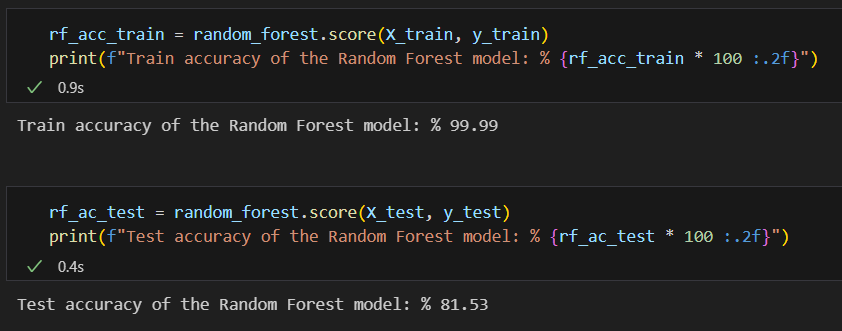 rf_acc_train = random_forest.score(X_train, y_train)
print(f"Train accuracy of the Random Forest model: % {rf_acc_train * 100 :.2f}")
0.9s
Train accuracy of the Random Forest model: % 99.99
rf_ac_test = random_forest.score(X_test, y_test)
print(f"Test accuracy of the Random Forest model: % {rf_ac_test * 100 :.2f}")
0.4s
Test accuracy of the Random Forest model: % 81.53